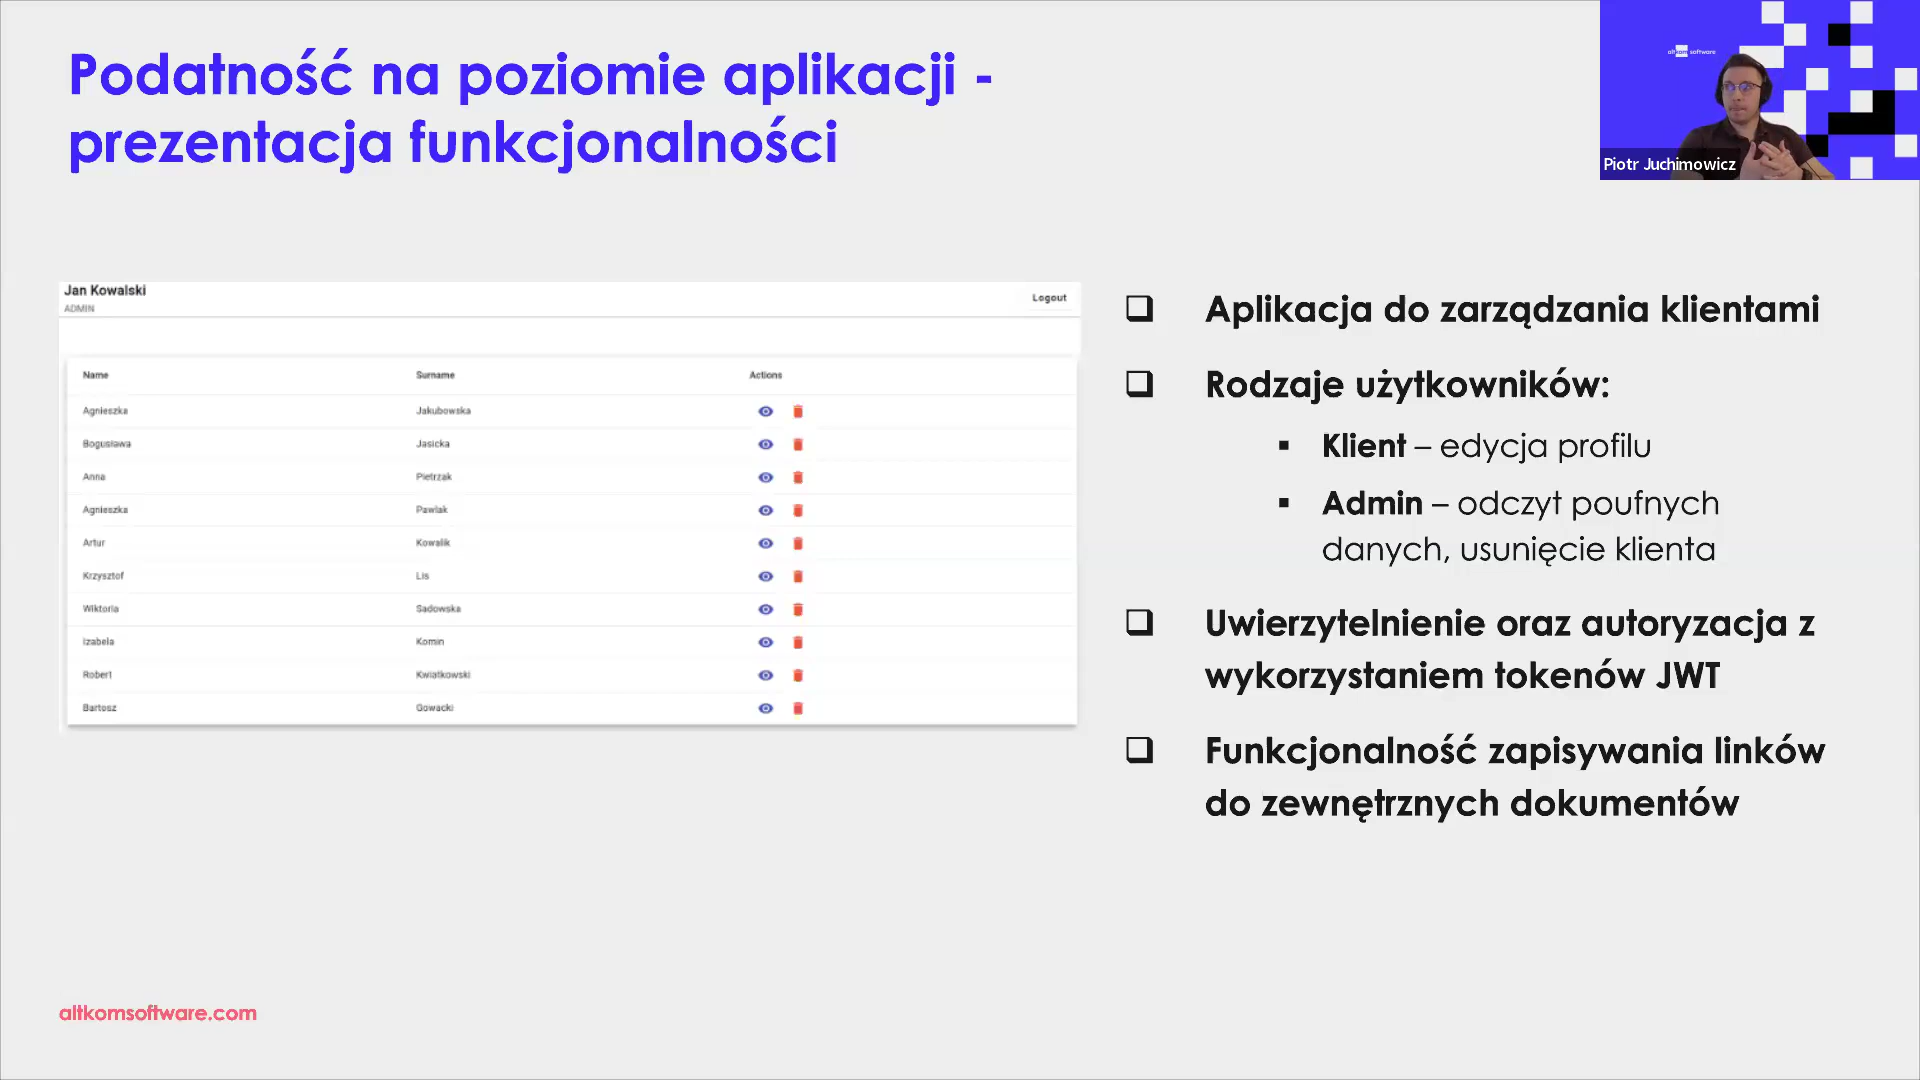 Podatność na poziomie aplikacji -
prezentacja funkcjonalności
altkom software
Piotr Juchimowicz
Jan Kowalski
ADMIN
Logout
Name Surname Actions
Agnieszka Jakubowska
Bogusława Jasicka
Anna Pietrzak
Agnieszka Pawlak
Artur Kowalik
Krzysztof Lis
Wiktoria Sadowska
Izabela Komin
Robert Kwiatkowski
Bartosz Gowacki
Aplikacja do zarządzania klientami
Rodzaje użytkowników:
Klient – edycja profilu
Admin – odczyt poufnych
danych, usunięcie klienta
Uwierzytelnienie oraz autoryzacja z
wykorzystaniem tokenów JWT
Funkcjonalność zapisywania linków
do zewnętrznych dokumentów
altkomsoftware.com